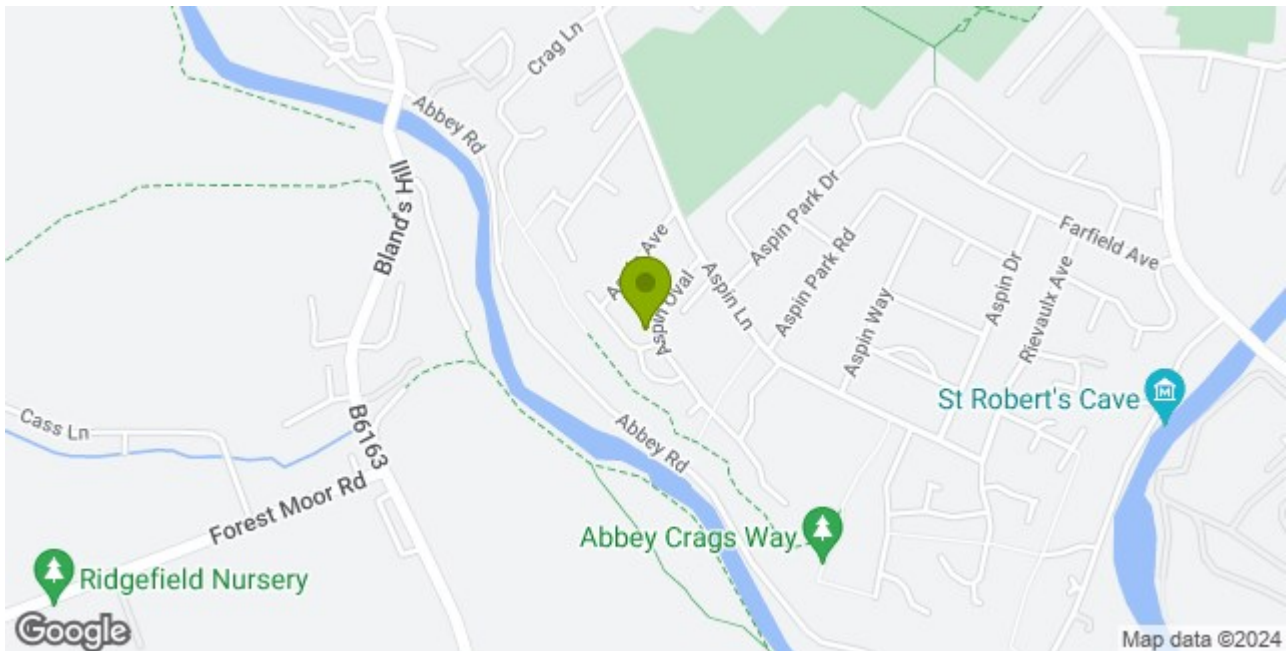 Crag Ln
Abbey Rd
Bland's Hill
Ave
Aspin Oval
Aspin Ln
Aspin Park Dr
Aspin Park Rd
Aspin Way
Aspin Dr
Rievaulx Ave
Farfield Ave
St Robert's Cave
Cass Ln
B6163
Forest Moor Rd
Abbey Rd
Abbey Crags Way
Ridgefield Nursery
Google
Map data ©2024